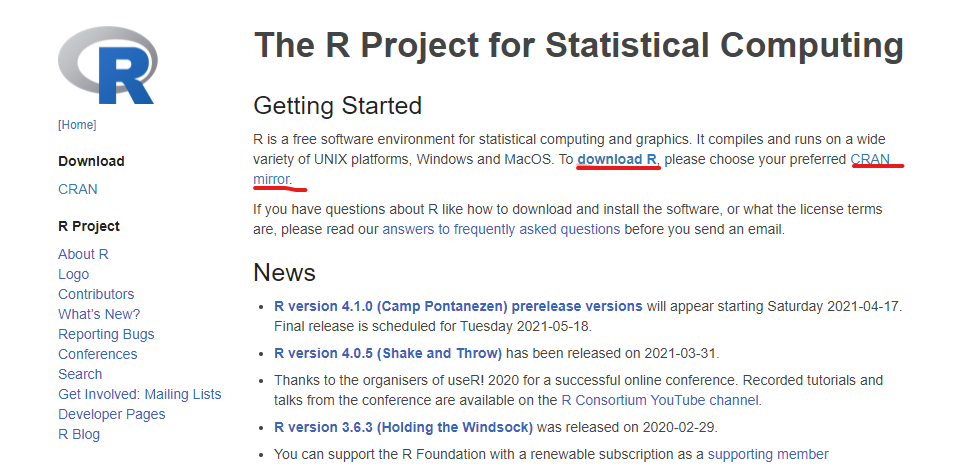 R
The R Project for Statistical Computing
[Home]
Download
CRAN
R Project
About R
Logo
Contributors
What's New?
Reporting Bugs
Conferences
Search
Get Involved: Mailing Lists
Developer Pages
R Blog
Getting Started
R is a free software environment for statistical computing and graphics. It compiles and runs on a wide
variety of UNIX platforms, Windows and MacOS. To download R, please choose your preferred CRAN
mirror.
If you have questions about R like how to download and install the software, or what the license terms
are, please read our answers to frequently asked questions before you send an email.
News
• R version 4.1.0 (Camp Pontanezen) prerelease versions will appear starting Saturday 2021-04-17.
Final release is scheduled for Tuesday 2021-05-18.
• R version 4.0.5 (Shake and Throw) has been released on 2021-03-31.
• Thanks to the organisers of useR! 2020 for a successful online conference. Recorded tutorials and
talks from the conference are available on the R Consortium YouTube channel.
• R version 3.6.3 (Holding the Windsock) was released on 2020-02-29.
• You can support the R Foundation with a renewable subscription as a supporting member